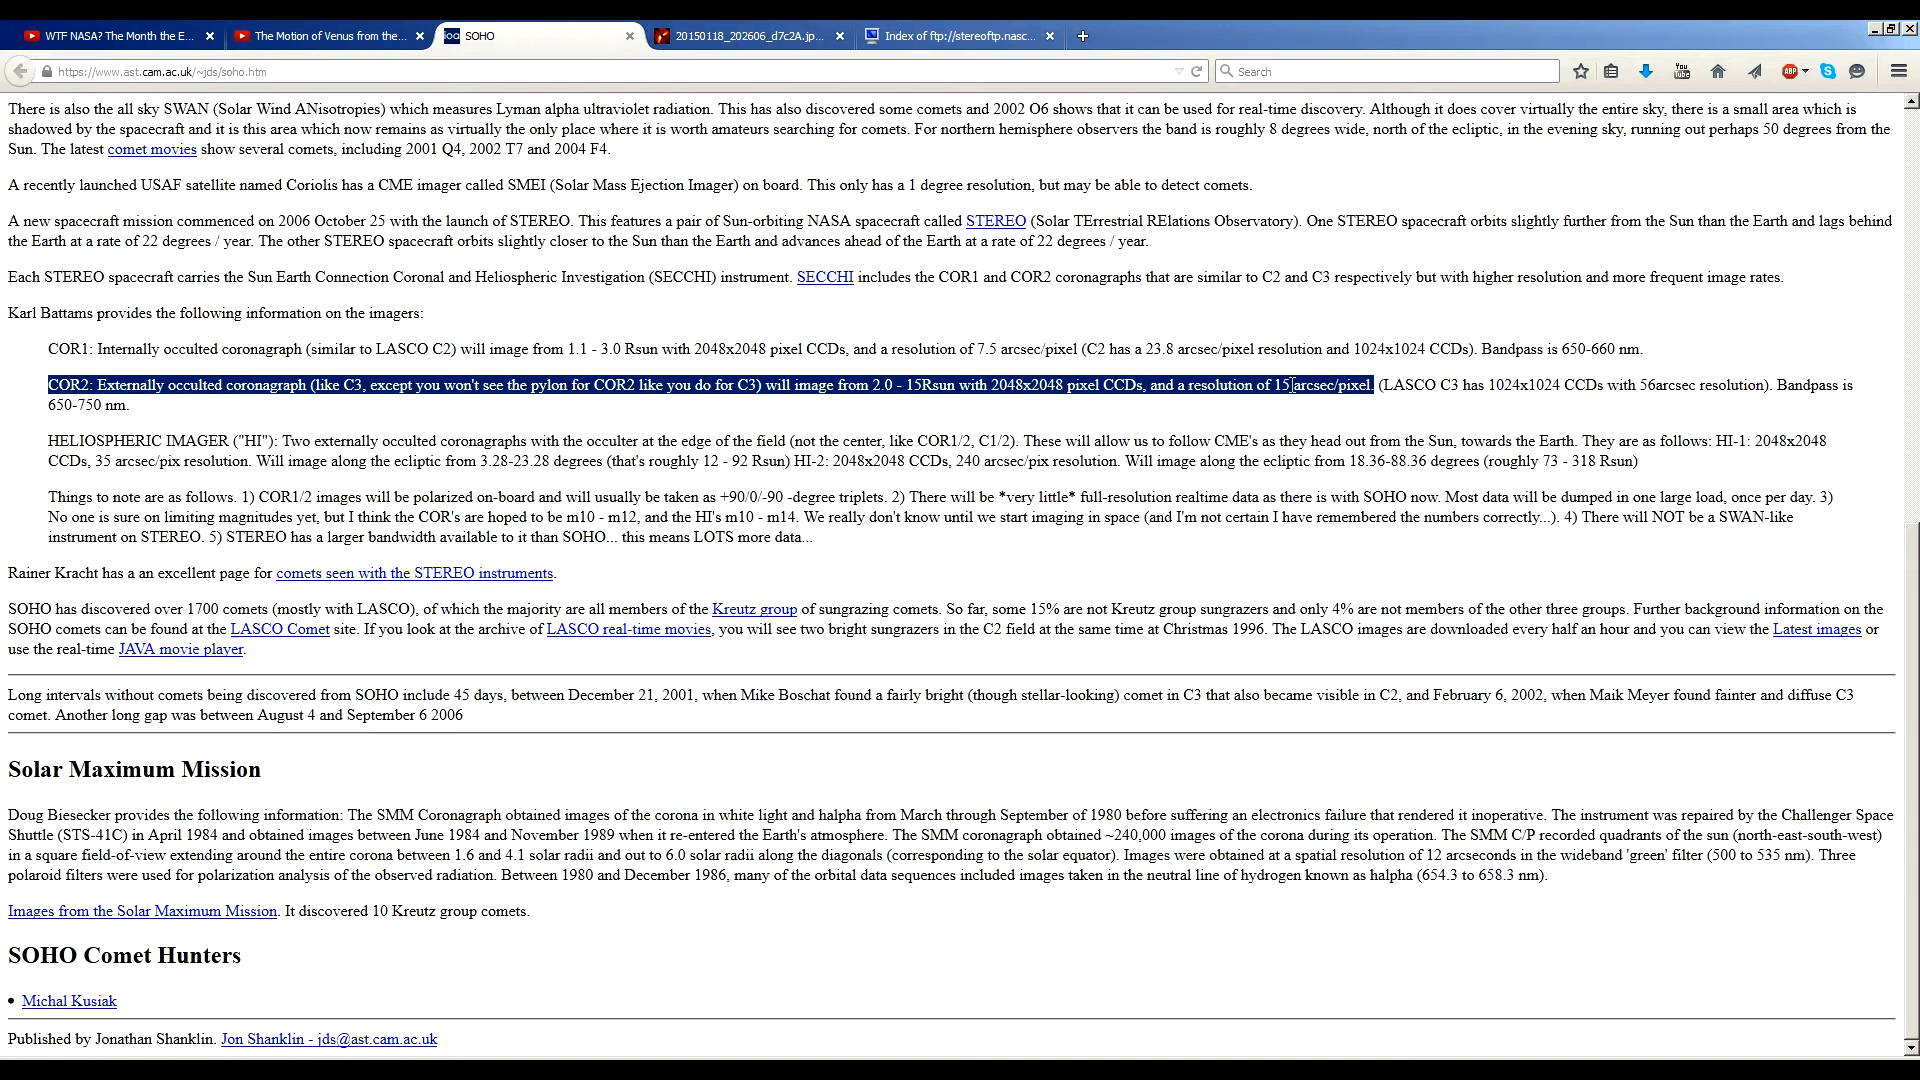 WTF NASA? The Month the E...
The Motion of Venus from the...
SOHO
20150118_202606_d7c2A.jp...
Index of ftp://stereoftp.nasc...
https://www.ast.cam.ac.uk/~jds/soho.htm
Search
There is also the all sky SWAN (Solar Wind ANisotropies) which measures Lyman alpha ultraviolet radiation. This has also discovered some comets and 2002 O6 shows that it can be used for real-time discovery. Although it does cover virtually the entire sky, there is a small area which is
shadowed by the spacecraft and it is this area which now remains as virtually the only place where it is worth amateurs searching for comets. For northern hemisphere observers the band is roughly 8 degrees wide, north of the ecliptic, in the evening sky, running out perhaps 50 degrees from the
Sun. The latest comet movies show several comets, including 2001 Q4, 2002 T7 and 2004 F4.
A recently launched USAF satellite named Coriolis has a CME imager called SMEI (Solar Mass Ejection Imager) on board. This only has a 1 degree resolution, but may be able to detect comets.
A new spacecraft mission commenced on 2006 October 25 with the launch of STEREO. This features a pair of Sun-orbiting NASA spacecraft called STEREO (Solar TErrestrial RElations Observatory). One STEREO spacecraft orbits slightly further from the Sun than the Earth and lags behind
the Earth at a rate of 22 degrees / year. The other STEREO spacecraft orbits slightly closer to the Sun than the Earth and advances ahead of the Earth at a rate of 22 degrees / year.
Each STEREO spacecraft carries the Sun Earth Connection Coronal and Heliospheric Investigation (SECCHI) instrument. SECCHI includes the COR1 and COR2 coronagraphs that are similar to C2 and C3 respectively but with higher resolution and more frequent image rates.
Karl Battams provides the following information on the imagers:
COR1: Internally occulted coronagraph (similar to LASCO C2) will image from 1.1 - 3.0 Rsun with 2048x2048 pixel CCDs, and a resolution of 7.5 arcsec/pixel (C2 has a 23.8 arcsec/pixel resolution and 1024x1024 CCDs). Bandpass is 650-660 nm.
COR2: Externally occulted coronagraph (like C3, except you won't see the pylon for COR2 like you do for C3) will image from 2.0 - 15Rsun with 2048x2048 pixel CCDs, and a resolution of 15 arcsec/pixel. (LASCO C3 has 1024x1024 CCDs with 56arcsec resolution). Bandpass is
650-750 nm.
HELIOSPHERIC IMAGER ("HI"): Two externally occulted coronagraphs with the occulter at the edge of the field (not the center, like COR1/2, C1/2). These will allow us to follow CME's as they head out from the Sun, towards the Earth. They are as follows: HI-1: 2048x2048
CCDs, 35 arcsec/pix resolution. Will image along the ecliptic from 3.28-23.28 degrees (that's roughly 12 - 92 Rsun) HI-2: 2048x2048 CCDs, 240 arcsec/pix resolution. Will image along the ecliptic from 18.36-88.36 degrees (roughly 73 - 318 Rsun)
Things to note are as follows. 1) COR1/2 images will be polarized on-board and will usually be taken as +90/0/-90 -degree triplets. 2) There will be *very little* full-resolution realtime data as there is with SOHO now. Most data will be dumped in one large load, once per day. 3)
No one is sure on limiting magnitudes yet, but I think the COR's are hoped to be m10 - m12, and the HI's m10 - m14. We really don't know until we start imaging in space (and I'm not certain I have remembered the numbers correctly...). 4) There will NOT be a SWAN-like
instrument on STEREO. 5) STEREO has a larger bandwidth available to it than SOHO... this means LOTS more data...
Rainer Kracht has a an excellent page for comets seen with the STEREO instruments.
SOHO has discovered over 1700 comets (mostly with LASCO), of which the majority are all members of the Kreutz group of sungrazing comets. So far, some 15% are not Kreutz group sungrazers and only 4% are not members of the other three groups. Further background information on the
SOHO comets can be found at the LASCO Comet site. If you look at the archive of LASCO real-time movies, you will see two bright sungrazers in the C2 field at the same time at Christmas 1996. The LASCO images are downloaded every half an hour and you can view the Latest images or
use the real-time JAVA movie player.
Long intervals without comets being discovered from SOHO include 45 days, between December 21, 2001, when Mike Boschat found a fairly bright (though stellar-looking) comet in C3 that also became visible in C2, and February 6, 2002, when Maik Meyer found fainter and diffuse C3
comet. Another long gap was between August 4 and September 6 2006
Solar Maximum Mission
Doug Biesecker provides the following information: The SMM Coronagraph obtained images of the corona in white light and halpha from March through September of 1980 before suffering an electronics failure that rendered it inoperative. The instrument was repaired by the Challenger Space
Shuttle (STS-41C) in April 1984 and obtained images between June 1984 and November 1989 when it re-entered the Earth's atmosphere. The SMM coronagraph obtained ~240,000 images of the corona during its operation. The SMM C/P recorded quadrants of the sun (north-east-south-west)
in a square field-of-view extending around the entire corona between 1.6 and 4.1 solar radii and out to 6.0 solar radii along the diagonals (corresponding to the solar equator). Images were obtained at a spatial resolution of 12 arcseconds in the wideband 'green' filter (500 to 535 nm). Three
polaroid filters were used for polarization analysis of the observed radiation. Between 1980 and December 1986, many of the orbital data sequences included images taken in the neutral line of hydrogen known as halpha (654.3 to 658.3 nm).
Images from the Solar Maximum Mission. It discovered 10 Kreutz group comets.
SOHO Comet Hunters
• Michal Kusiak
Published by Jonathan Shanklin. Jon Shanklin - jds@ast.cam.ac.uk